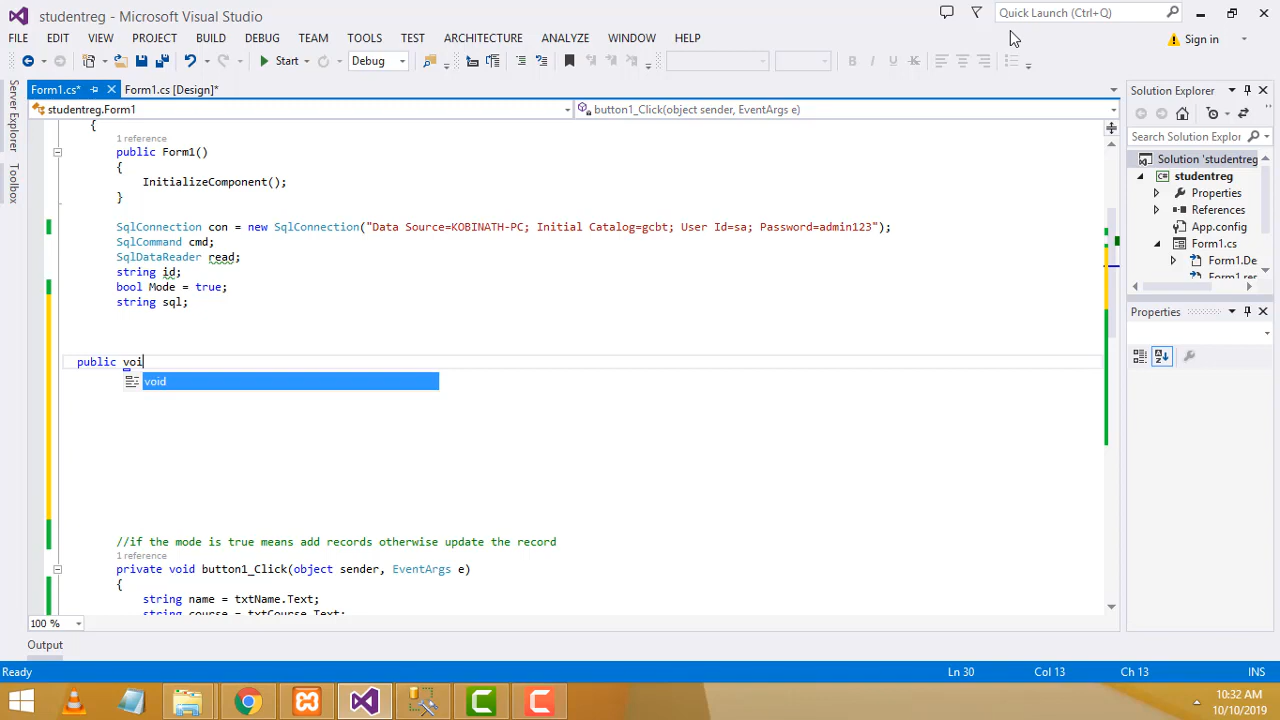 studentreg - Microsoft Visual Studio
Quick Launch (Ctrl+Q)
FILE EDIT VIEW PROJECT BUILD DEBUG TEAM TOOLS TEST ARCHITECTURE ANALYZE WINDOW HELP
Sign in
Start Debug
Form1.cs* Form1.cs [Design]*
studentreg.Form1
button1_Click(object sender, EventArgs e)
Server Explorer
Toolbox
{
1 reference
public Form1()
{
InitializeComponent();
}
SqlConnection con = new SqlConnection("Data Source=KOBINATH-PC; Initial Catalog=gcbt; User Id=sa; Password=admin123");
SqlCommand cmd;
SqlDataReader read;
string id;
bool Mode = true;
string sql;
public voi
void
//if the mode is true means add records otherwise update the record
1 reference
private void button1_Click(object sender, EventArgs e)
{
string name = txtName.Text;
string course = txtCourse.Text;
100 %
Output
Solution Explorer
Search Solution Explor
Solution 'studentreg
studentreg
Properties
References
App.config
Form1.cs
Form1.De
Form1.res
Properties
Ready
Ln 30
Col 13
Ch 13
INS
10:32 AM
10/10/2019